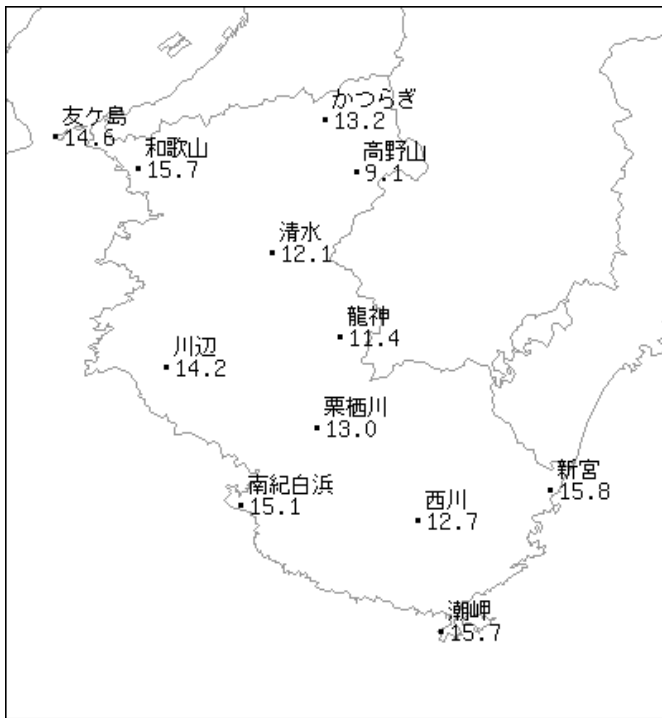 かつらぎ
13.2
友ケ島
14.6
和歌山
15.7
高野山
9.1
清水
12.1
龍神
11.4
川辺
14.2
栗栖川
13.0
新宮
15.8
南紀白浜
15.1
西川
12.7
潮岬
15.7